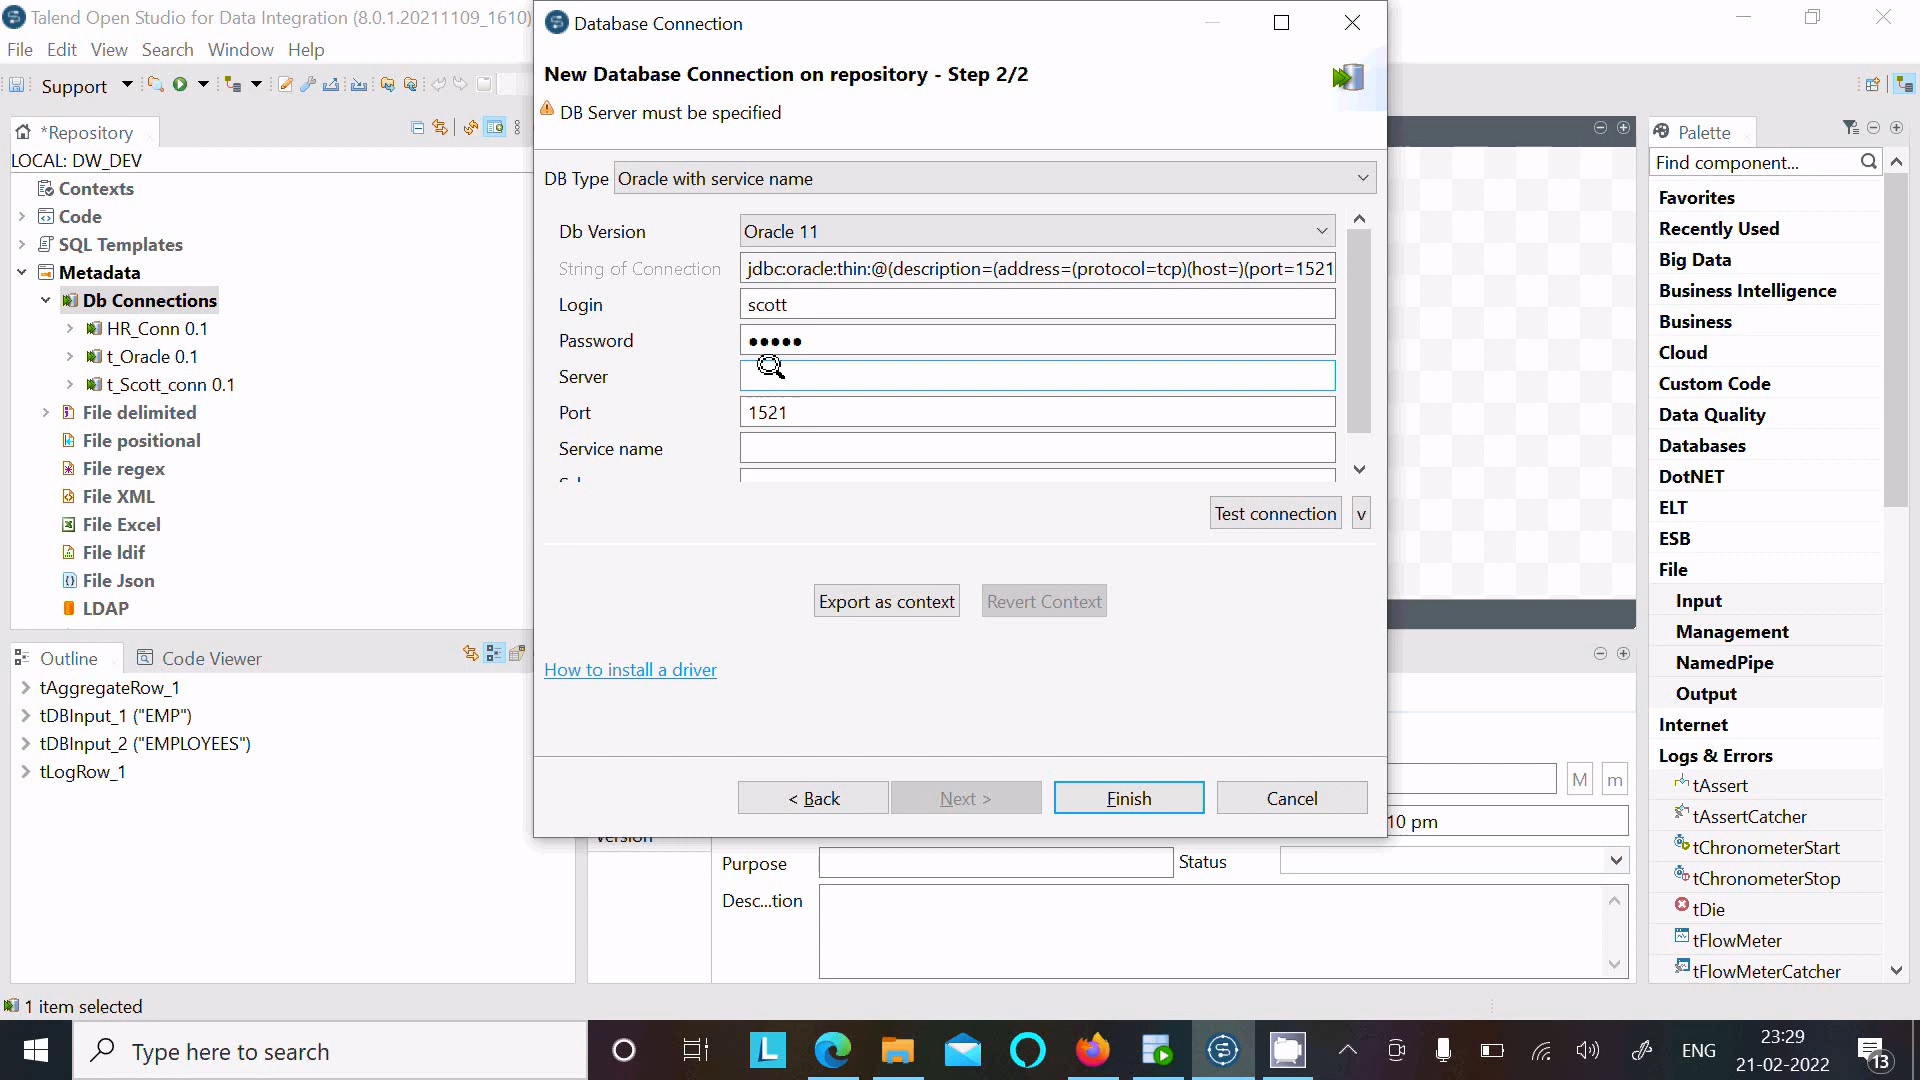 Talend Open Studio for Data Integration (8.0.1.20211109_1610)
File Edit View Search Window Help
Support
*Repository
LOCAL: DW_DEV
Contexts
Code
SQL Templates
Metadata
Db Connections
HR_Conn 0.1
t_Oracle 0.1
t_Scott_conn 0.1
File delimited
File positional
File regex
File XML
File Excel
File ldif
File Json
LDAP
Outline
Code Viewer
tAggregateRow_1
tDBInput_1 ("EMP")
tDBInput_2 ("EMPLOYEES")
tLogRow_1
1 item selected
Database Connection
New Database Connection on repository - Step 2/2
DB Server must be specified
DB Type Oracle with service name
Db Version Oracle 11
String of Connection jdbc:oracle:thin:@(description=(address=(protocol=tcp)(host=)(port=1521
Login scott
Password •••••
Server
Port 1521
Service name
Test connection v
Export as context Revert Context
How to install a driver
< Back Next > Finish Cancel
M m
10 pm
Purpose Status
Desc...tion
Palette
Find component...
Favorites
Recently Used
Big Data
Business Intelligence
Business
Cloud
Custom Code
Data Quality
Databases
DotNET
ELT
ESB
File
Input
Management
NamedPipe
Output
Internet
Logs & Errors
tAssert
tAssertCatcher
tChronometerStart
tChronometerStop
tDie
tFlowMeter
tFlowMeterCatcher
Type here to search
L
ENG
23:29
21-02-2022
13